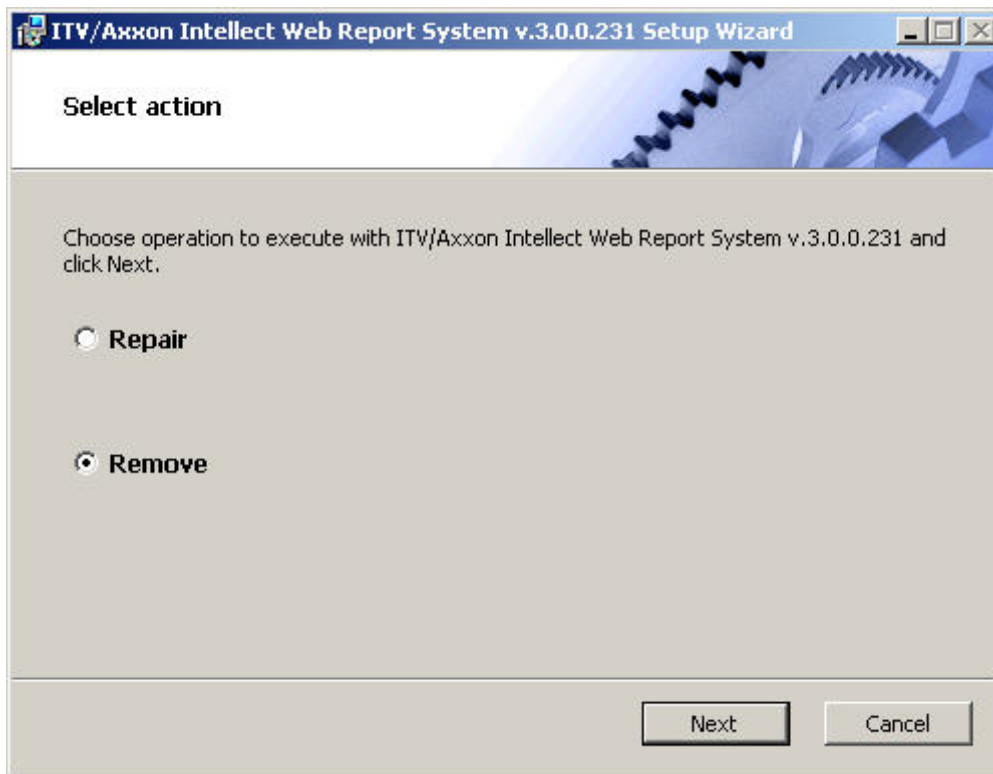 ITV/Axxon Intellect Web Report System v.3.0.0.231 Setup Wizard
Select action
Choose operation to execute with ITV/Axxon Intellect Web Report System v.3.0.0.231 and
click Next.
Repair
Remove
Next
Cancel